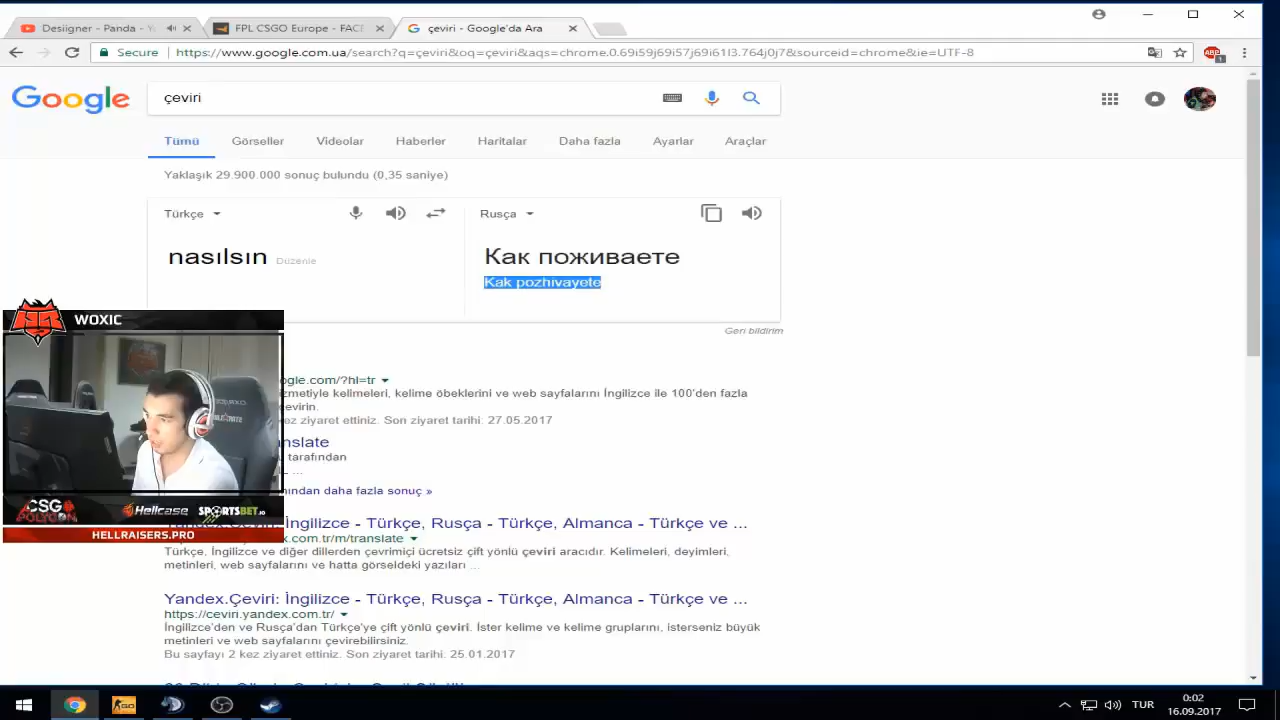 Desiigner - Panda - Y
FPL CSGO Europe - FACE
çeviri - Google'da Ara
Secure
https://www.google.com.ua/search?q=çeviri&oq=çeviri&aqs=chrome.0.69i59j69i57j69i61l3.764j0j7&sourceid=chrome&ie=UTF-8
ABP
1
Google
çeviri
Tümü Görseller Videolar Haberler Haritalar Daha fazla Ayarlar Araçlar
Yaklaşık 29.900.000 sonuç bulundu (0,35 saniye)
Türkçe
Rusça
nasılsın Düzenle
Как поживаете
Kak pozhivayete
Geri bildirim
WOXIC
ogle.com/?hl=tr
zmetiyle kelimeleri, kelime öbeklerini ve web sayfalarını İngilizce ile 100'den fazla
çevirin.
kez ziyaret ettiniz. Son ziyaret tarihi: 27.05.2017
anslate
tarafından
...
ından daha fazla sonuç »
CSG
POLYGON
Hellcase
SPORTSBET.IO
HELLRAISERS.PRO
İngilizce - Türkçe, Rusça - Türkçe, Almanca - Türkçe ve ...
.com.tr/m/translate
Türkçe, İngilizce ve diğer dillerden çevrimiçi ücretsiz çift yönlü çeviri aracıdır. Kelimeleri, deyimleri,
metinleri, web sayfalarını ve hatta görseldeki yazıları ...
Yandex.Çeviri: İngilizce - Türkçe, Rusça - Türkçe, Almanca - Türkçe ve ...
https://ceviri.yandex.com.tr/
İngilizce'den ve Rusça'dan Türkçe'ye çift yönlü çeviri. İster kelime ve kelime gruplarını, isterseniz büyük
metinleri ve web sayfalarını çevirebilirsiniz.
Bu sayfayı 2 kez ziyaret ettiniz. Son ziyaret tarihi: 25.01.2017
TUR
0:02
16.09.2017